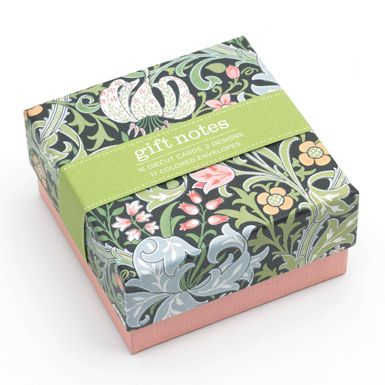 gift notes
16 DIECUT CARDS, 2 DESIGNS
17 COLORED ENVELOPES